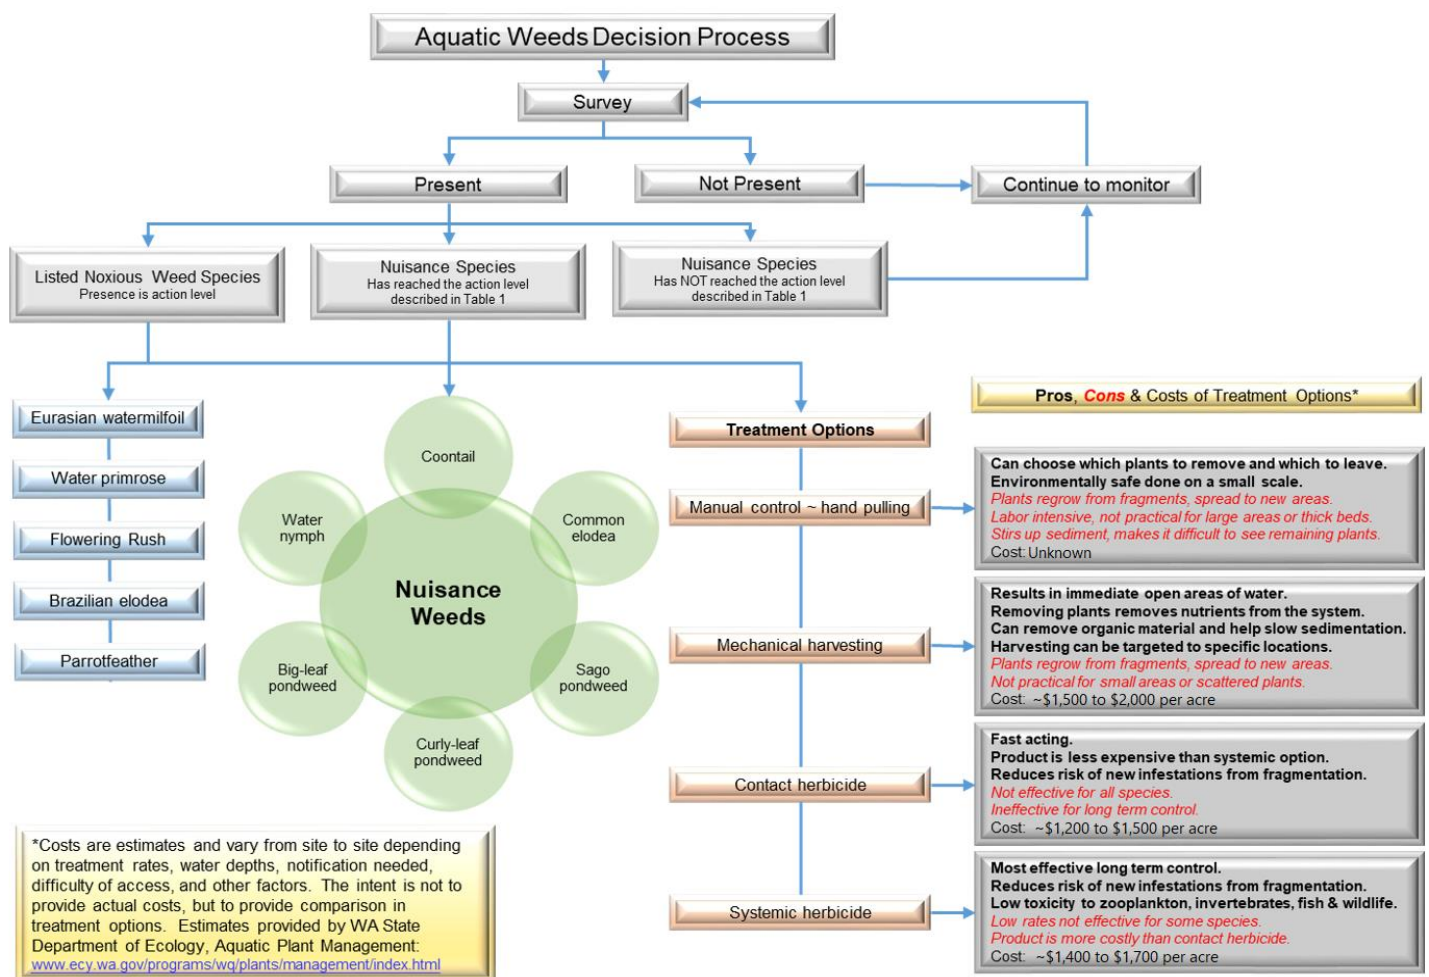 Aquatic Weeds Decision Process
Survey
Present
Not Present
Continue to monitor
Listed Noxious Weed Species
Presence is action level
Nuisance Species
Has reached the action level
described in Table 1
Nuisance Species
Has NOT reached the action level
described in Table 1
Eurasian watermilfoil
Water primrose
Flowering Rush
Brazilian elodea
Parrotfeather
Coontail
Water
nymph
Common
elodea
Nuisance
Weeds
Big-leaf
pondweed
Sago
pondweed
Curly-leaf
pondweed
Treatment Options
Manual control ~ hand pulling
Mechanical harvesting
Contact herbicide
Systemic herbicide
Pros, Cons & Costs of Treatment Options*
Can choose which plants to remove and which to leave.
Environmentally safe done on a small scale.
Plants regrow from fragments, spread to new areas.
Labor intensive, not practical for large areas or thick beds.
Stirs up sediment, makes it difficult to see remaining plants.
Cost: Unknown
Results in immediate open areas of water.
Removing plants removes nutrients from the system.
Can remove organic material and help slow sedimentation.
Harvesting can be targeted to specific locations.
Plants regrow from fragments, spread to new areas.
Not practical for small areas or scattered plants.
Cost: ~$1,500 to $2,000 per acre
Fast acting.
Product is less expensive than systemic option.
Reduces risk of new infestations from fragmentation.
Not effective for all species.
Ineffective for long term control.
Cost: ~$1,200 to $1,500 per acre
Most effective long term control.
Reduces risk of new infestations from fragmentation.
Low toxicity to zooplankton, invertebrates, fish & wildlife.
Low rates not effective for some species.
Product is more costly than contact herbicide.
Cost: ~$1,400 to $1,700 per acre
*Costs are estimates and vary from site to site depending
on treatment rates, water depths, notification needed,
difficulty of access, and other factors. The intent is not to
provide actual costs, but to provide comparison in
treatment options. Estimates provided by WA State
Department of Ecology, Aquatic Plant Management:
www.ecy.wa.gov/programs/wq/plants/management/index.html